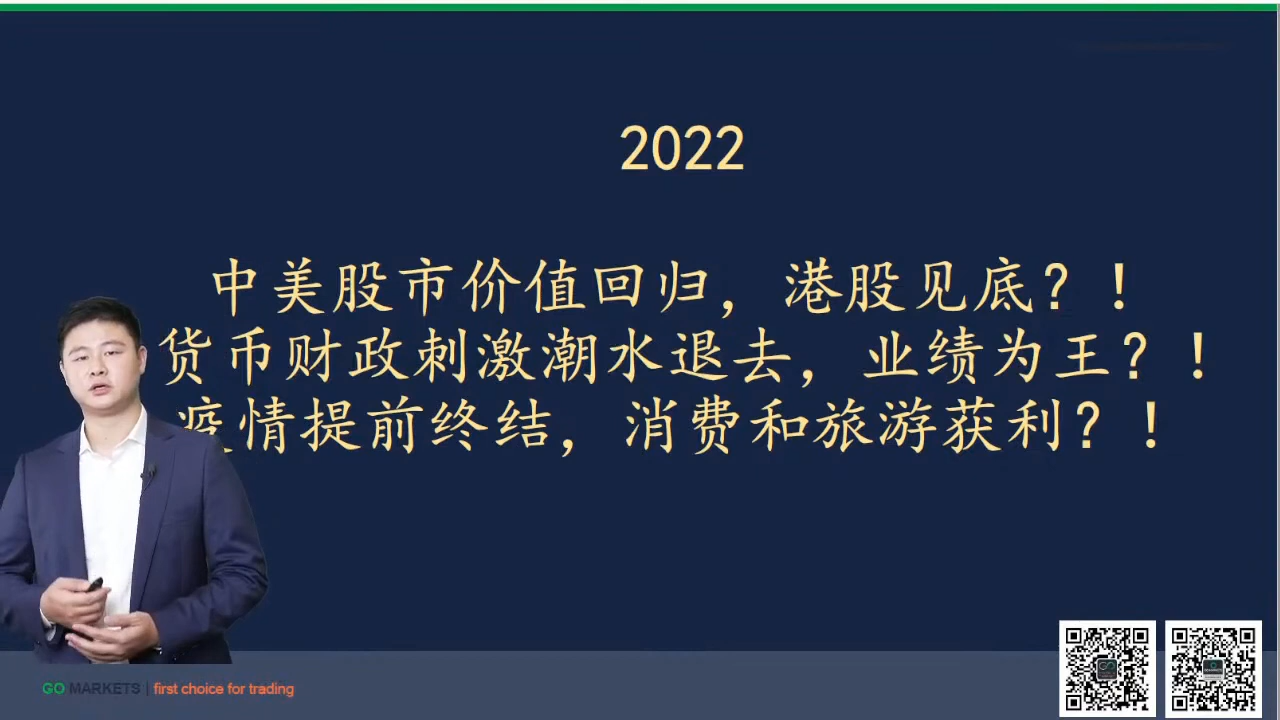 2022
中美股市价值回归，港股见底？！
货币财政刺激潮水退去，业绩为王？！
疫情提前终结，消费和旅游获利？！
GO MARKETS | first choice for trading